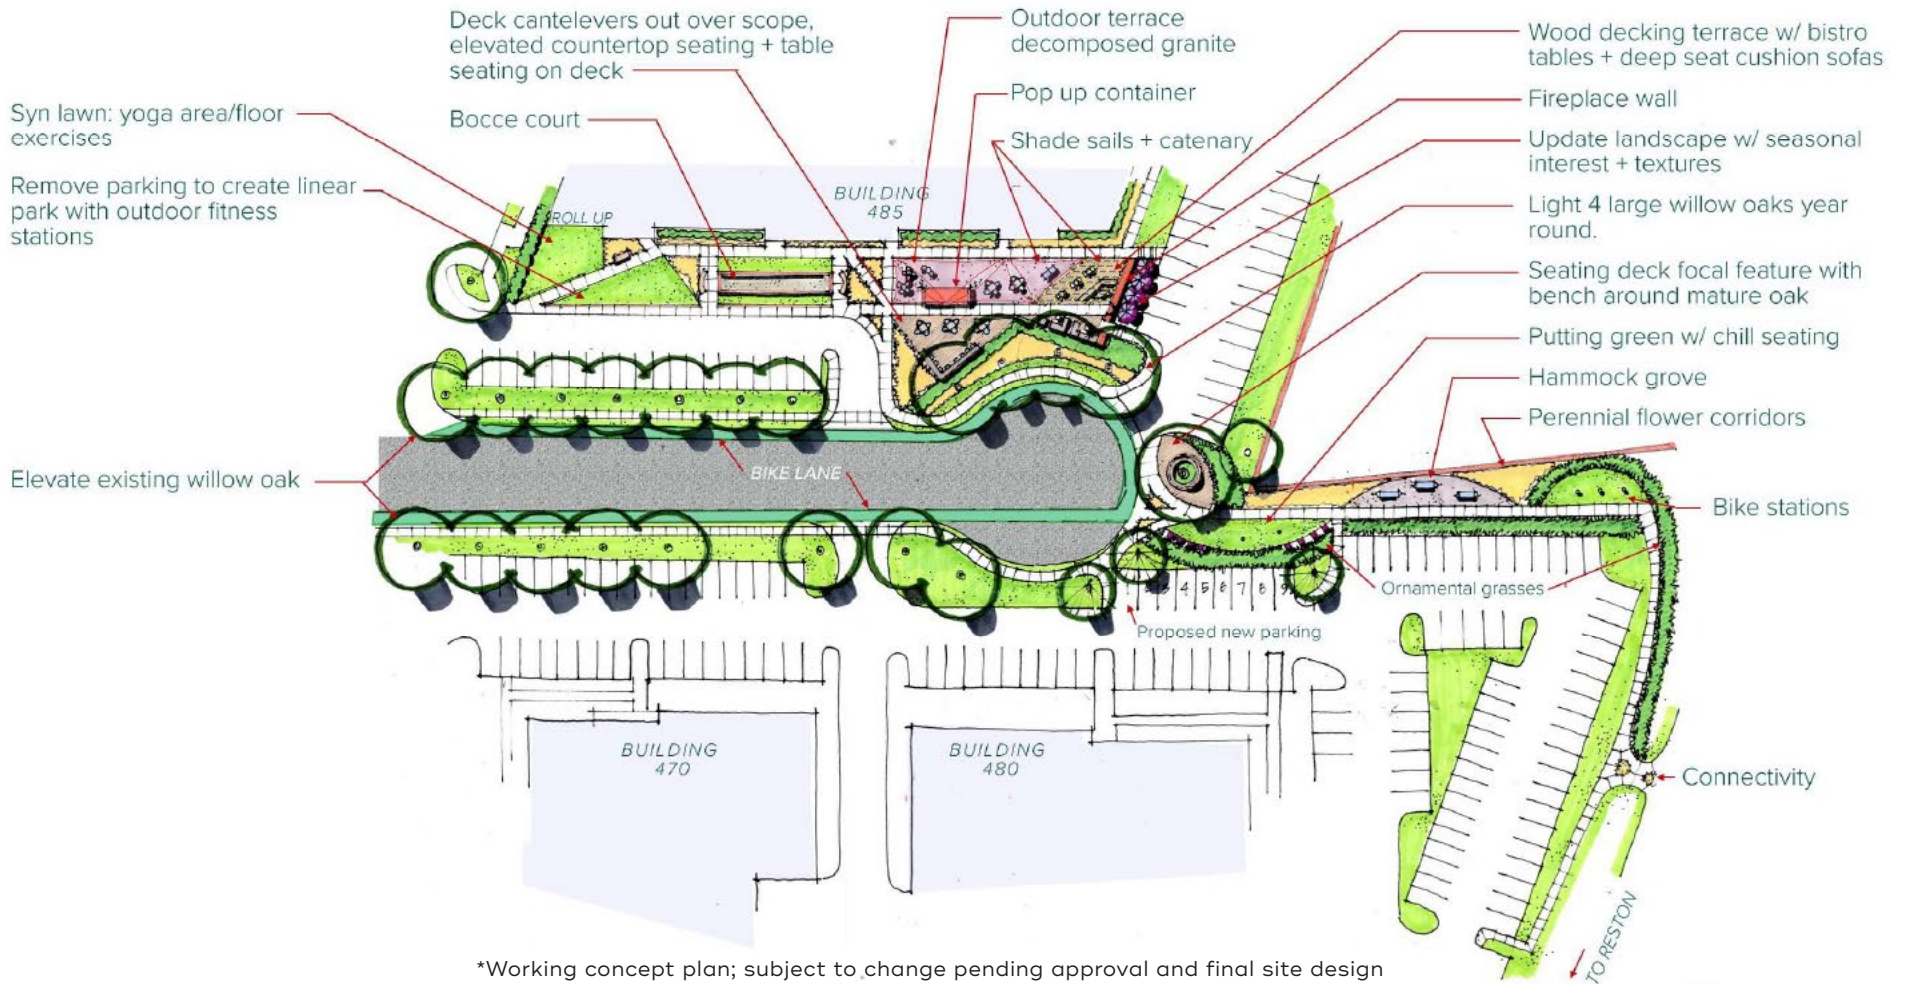 Deck cantelevers out over scope,
elevated countertop seating + table
seating on deck
Outdoor terrace
decomposed granite
Wood decking terrace w/ bistro
tables + deep seat cushion sofas
Syn lawn: yoga area/floor
exercises
Bocce court
Pop up container
Fireplace wall
Shade sails + catenary
Update landscape w/ seasonal
interest + textures
Remove parking to create linear
park with outdoor fitness
stations
BUILDING
485
ROLL UP
Light 4 large willow oaks year
round.
Seating deck focal feature with
bench around mature oak
Putting green w/ chill seating
Hammock grove
Perennial flower corridors
Elevate existing willow oak
BIKE LANE
Bike stations
4 5 6 7 8 9
Ornamental grasses
Proposed new parking
BUILDING
470
BUILDING
480
Connectivity
TO RESTON
*Working concept plan; subject to change pending approval and final site design